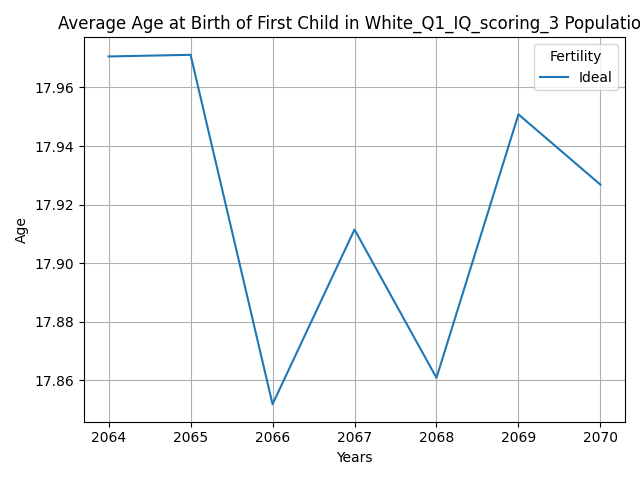 Average Age at Birth of First Child in White_Q1_IQ_scoring_3 Populatio
Fertility
Ideal
17.96
17.94
17.92
17.90
17.88
17.86
Age
2064 2065 2066 2067 2068 2069 2070
Years